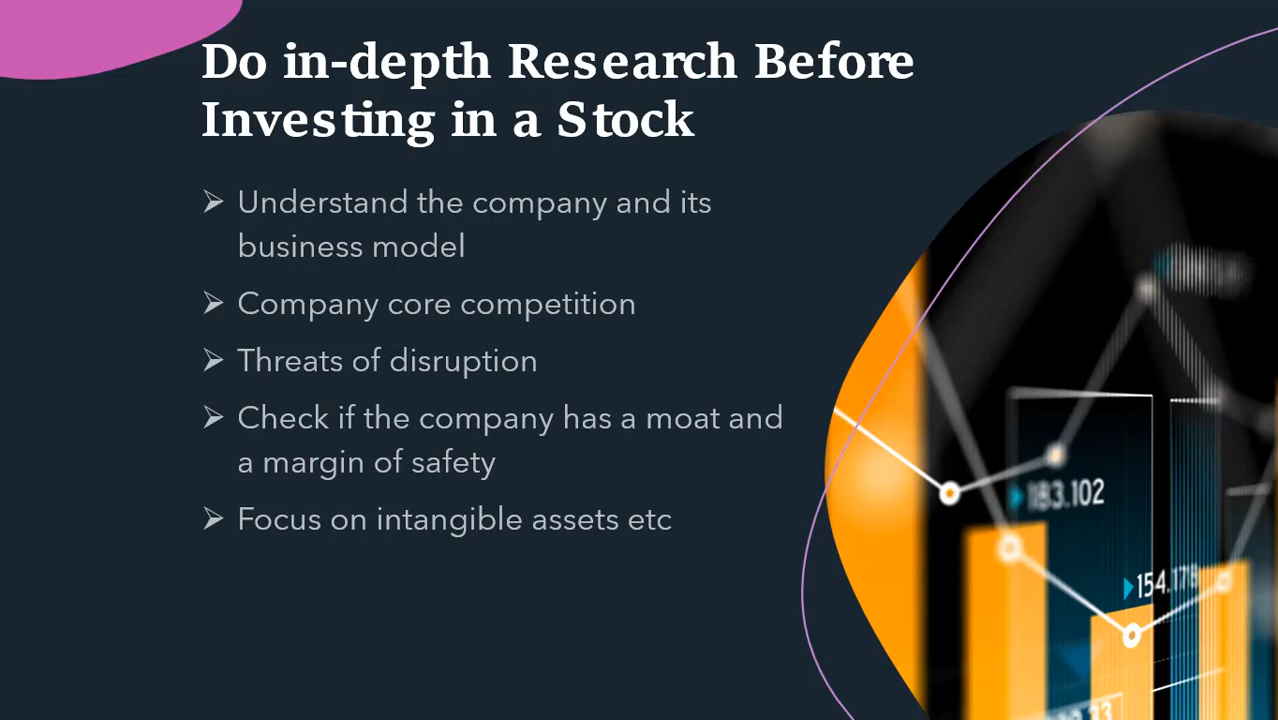 Do in-depth Research Before
Investing in a Stock
➢ Understand the company and its
business model
➢ Company core competition
➢ Threats of disruption
➢ Check if the company has a moat and
a margin of safety
➢ Focus on intangible assets etc
183.102
154.178